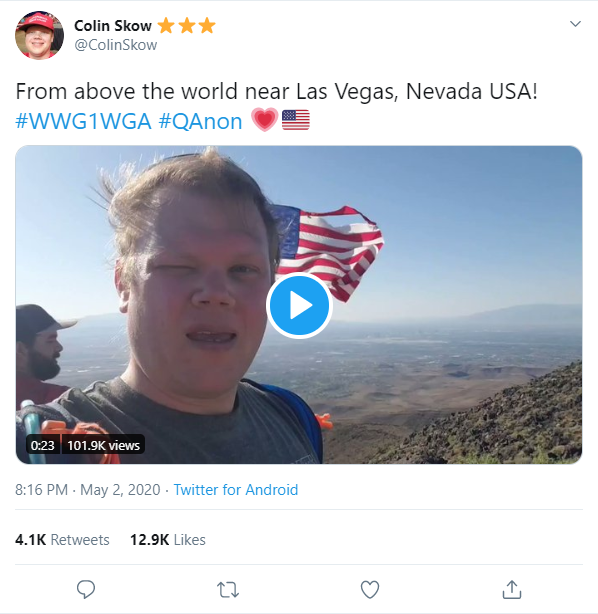 Colin Skow ⭐⭐⭐
@ColinSkow
From above the world near Las Vegas, Nevada USA!
#WWG1WGA #QAnon 💗🇺🇸
0:23 101.9K views
8:16 PM · May 2, 2020 · Twitter for Android
4.1K Retweets 12.9K Likes